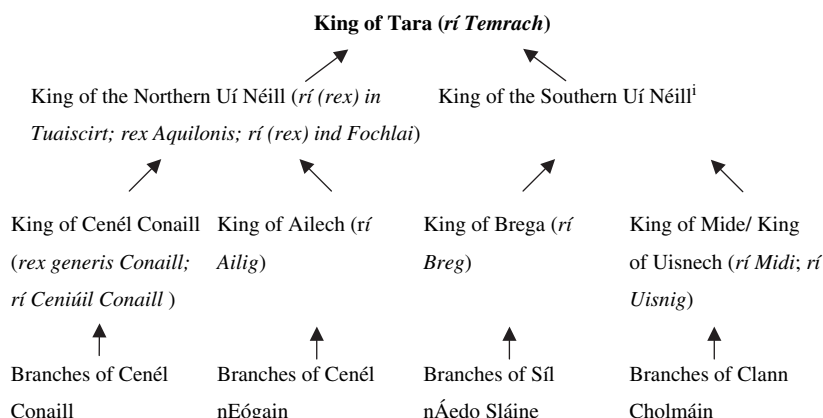 King of Tara (rí Temrach)
King of the Northern Uí Néill (rí (rex) in
Tuaiscirt; rex Aquilonis; rí (rex) ind Fochlai)
King of the Southern Uí Néill i
King of Cenél Conaill
(rex generis Conaill;
rí Ceniúil Conaill )
King of Ailech (rí
Ailig)
King of Brega (rí
Breg)
King of Mide/ King
of Uisnech (rí Midi; rí
Uisnig)
Branches of Cenél
Conaill
Branches of Cenél
nEógain
Branches of Síl
nÁedo Sláine
Branches of Clann
Cholmáin